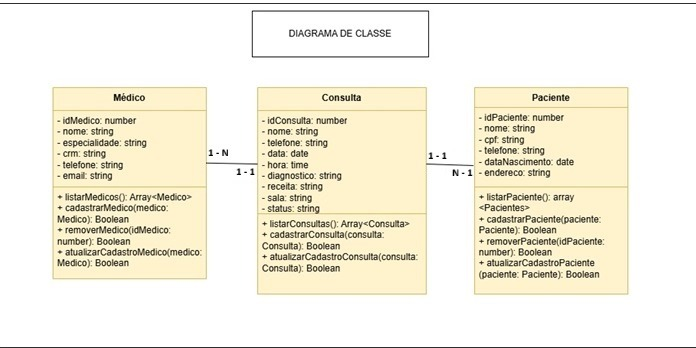 DIAGRAMA DE CLASSE
Médico
- idMedico: number
- nome: string
- especialidade: string
- crm: string
- telefone: string
- email: string
+ listarMedicos(): Array<Medico>
+ cadastrarMedico(medico:
Medico): Boolean
+ removerMedico(idMedico:
number): Boolean
+ atualizarCadastroMedico(medico:
Medico): Boolean
1 - N
1 - 1
Consulta
- idConsulta: number
- nome: string
- telefone: string
- data: date
- hora: time
- diagnostico: string
- receita: string
- sala: string
- status: string
+ listarConsultas(): Array<Consulta>
+ cadastrarConsulta(consulta:
Consulta): Boolean
+ atualizarCadastroConsulta(consulta:
Consulta): Boolean
1 - 1
N - 1
Paciente
- idPaciente: number
- nome: string
- cpf: string
- telefone: string
- dataNascimento: date
- endereco: string
+ listarPaciente(): array
<Pacientes>
+ cadastrarPaciente(paciente:
Paciente): Boolean
+ removerPaciente(idPaciente:
number): Boolean
+ atualizarCadastroPaciente
(paciente: Paciente): Boolean